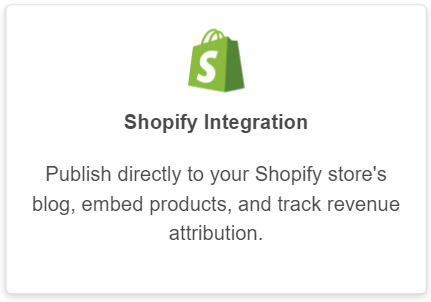 S
Shopify Integration
Publish directly to your Shopify store's
blog, embed products, and track revenue
attribution.